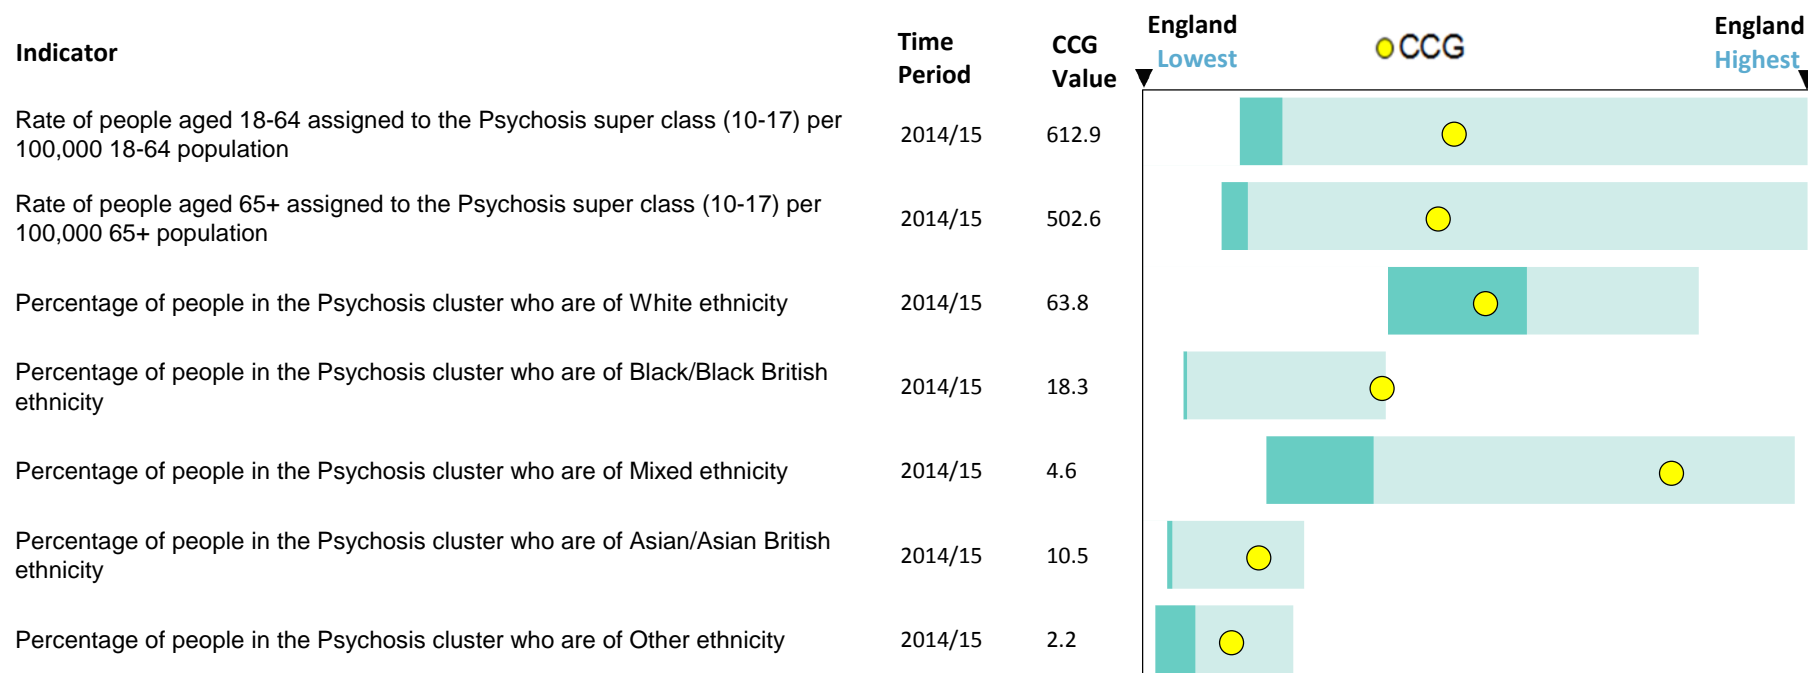 Indicator
Time Period
CCG Value
England Lowest
CCG
England Highest
Rate of people aged 18-64 assigned to the Psychosis super class (10-17) per
100,000 18-64 population
2014/15
612.9
Rate of people aged 65+ assigned to the Psychosis super class (10-17) per
100,000 65+ population
2014/15
502.6
Percentage of people in the Psychosis cluster who are of White ethnicity
2014/15
63.8
Percentage of people in the Psychosis cluster who are of Black/Black British
ethnicity
2014/15
18.3
Percentage of people in the Psychosis cluster who are of Mixed ethnicity
2014/15
4.6
Percentage of people in the Psychosis cluster who are of Asian/Asian British
ethnicity
2014/15
10.5
Percentage of people in the Psychosis cluster who are of Other ethnicity
2014/15
2.2